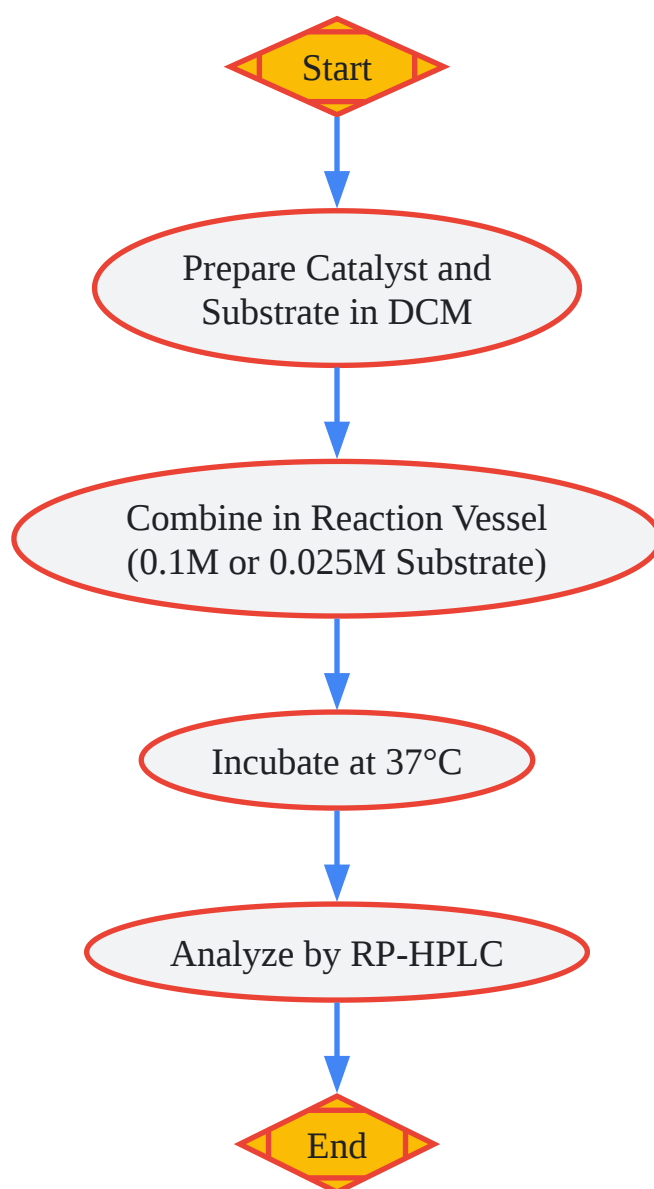 Start
Prepare Catalyst and
Substrate in DCM
Combine in Reaction Vessel
(0.1M or 0.025M Substrate)
Incubate at 37°C
Analyze by RP-HPLC
End